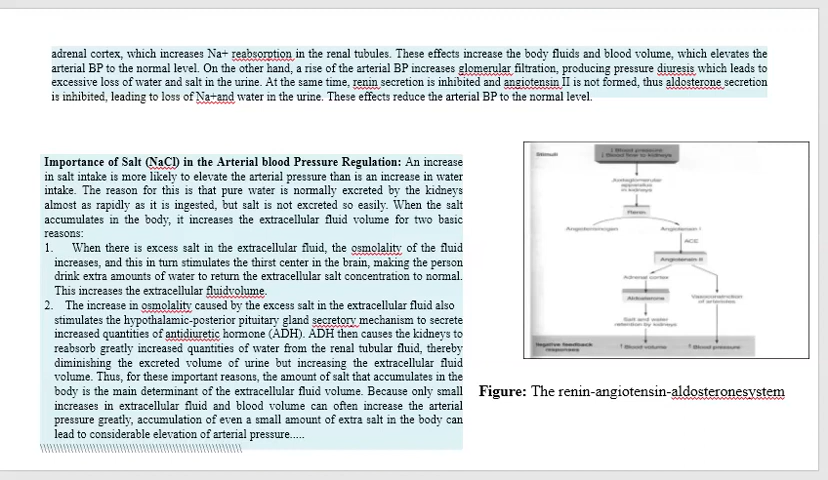 adrenal cortex, which increases Na+ reabsorption in the renal tubules. These effects increase the body fluids and blood volume, which elevates the
arterial BP to the normal level. On the other hand, a rise of the arterial BP increases glomerular filtration, producing pressure diuresis which leads to
excessive loss of water and salt in the urine. At the same time, renin secretion is inhibited and angiotensin II is not formed, thus aldosterone secretion
is inhibited, leading to loss of Na+and water in the urine. These effects reduce the arterial BP to the normal level.
Importance of Salt (NaCl) in the Arterial blood Pressure Regulation: An increase
in salt intake is more likely to elevate the arterial pressure than is an increase in water
intake. The reason for this is that pure water is normally excreted by the kidneys
almost as rapidly as it is ingested, but salt is not excreted so easily. When the salt
accumulates in the body, it increases the extracellular fluid volume for two basic
reasons:
1. When there is excess salt in the extracellular fluid, the osmolality of the fluid
increases, and this in turn stimulates the thirst center in the brain, making the person
drink extra amounts of water to return the extracellular salt concentration to normal.
This increases the extracellular fluidvolume.
2. The increase in osmolality caused by the excess salt in the extracellular fluid also
stimulates the hypothalamic-posterior pituitary gland secretory mechanism to secrete
increased quantities of antidiuretic hormone (ADH). ADH then causes the kidneys to
reabsorb greatly increased quantities of water from the renal tubular fluid, thereby
diminishing the excreted volume of urine but increasing the extracellular fluid
volume. Thus, for these important reasons, the amount of salt that accumulates in the
body is the main determinant of the extracellular fluid volume. Because only small
increases in extracellular fluid and blood volume can often increase the arterial
pressure greatly, accumulation of even a small amount of extra salt in the body can
lead to considerable elevation of arterial pressure.....
Stimuli
↓ Blood pressure
↓ Blood flow to kidneys
Juxtaglomerular
apparatus
in kidneys
Renin
Angiotensinogen
Angiotensin I
ACE
Angiotensin II
Adrenal cortex
Aldosterone
Vasoconstriction
of arterioles
Salt and water
retention by kidneys
Negative feedback
responses
↑ Blood volume
↑ Blood pressure
Figure: The renin-angiotensin-aldosteronesystem